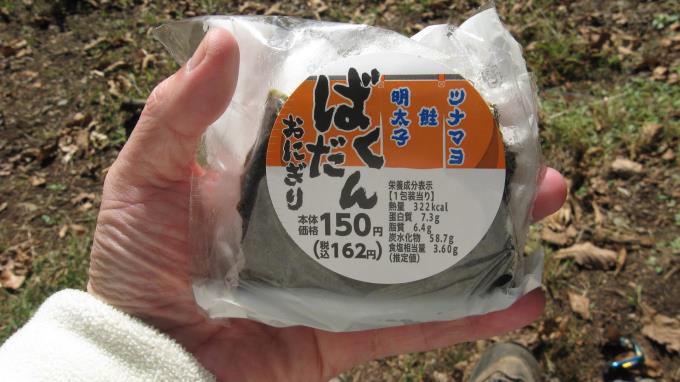 ツナマヨ
鮭
明太子
ばくだん
おにぎり
本体
価格
150円
(税込162円)
栄養成分表示
【1包装当り】
熱量 322kcal
蛋白質 7.3g
脂質 6.4g
炭水化物 58.7g
食塩相当量 3.60g
(推定値)